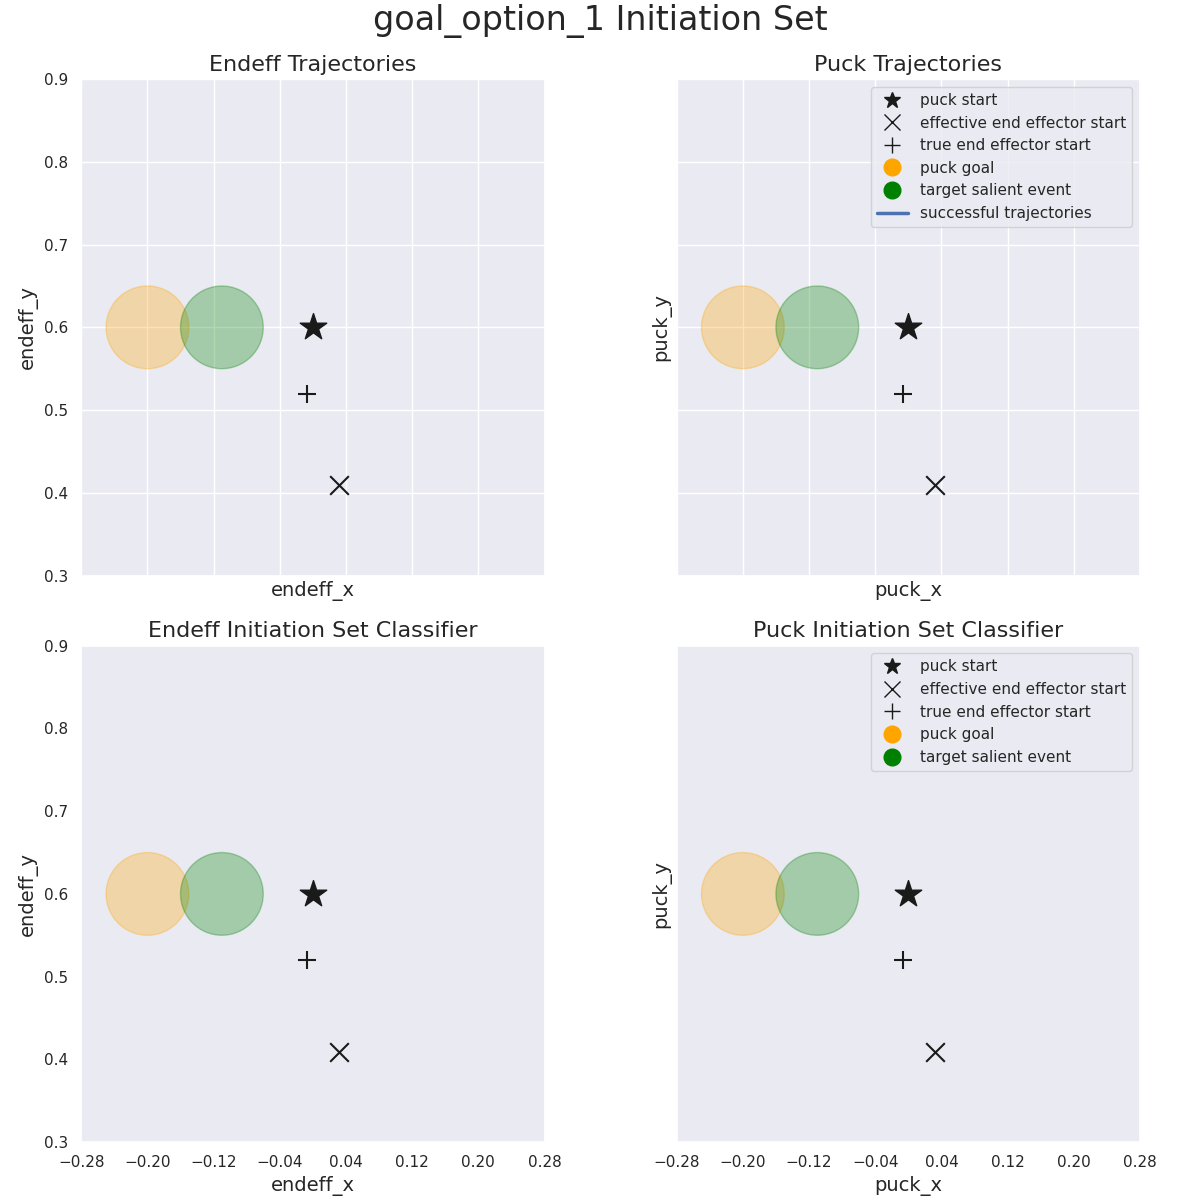 goal_option_1 Initiation Set
Endeff Trajectories
0.9
0.8
0.7
0.6
0.5
0.4
0.3
endeff_y
endeff_x
Puck Trajectories
puck start
effective end effector start
true end effector start
puck goal
target salient event
successful trajectories
puck_y
puck_x
Endeff Initiation Set Classifier
0.9
0.8
0.7
0.6
0.5
0.4
0.3
endeff_y
−0.28 −0.20 −0.12 −0.04 0.04 0.12 0.20 0.28
endeff_x
Puck Initiation Set Classifier
puck start
effective end effector start
true end effector start
puck goal
target salient event
puck_y
−0.28 −0.20 −0.12 −0.04 0.04 0.12 0.20 0.28
puck_x